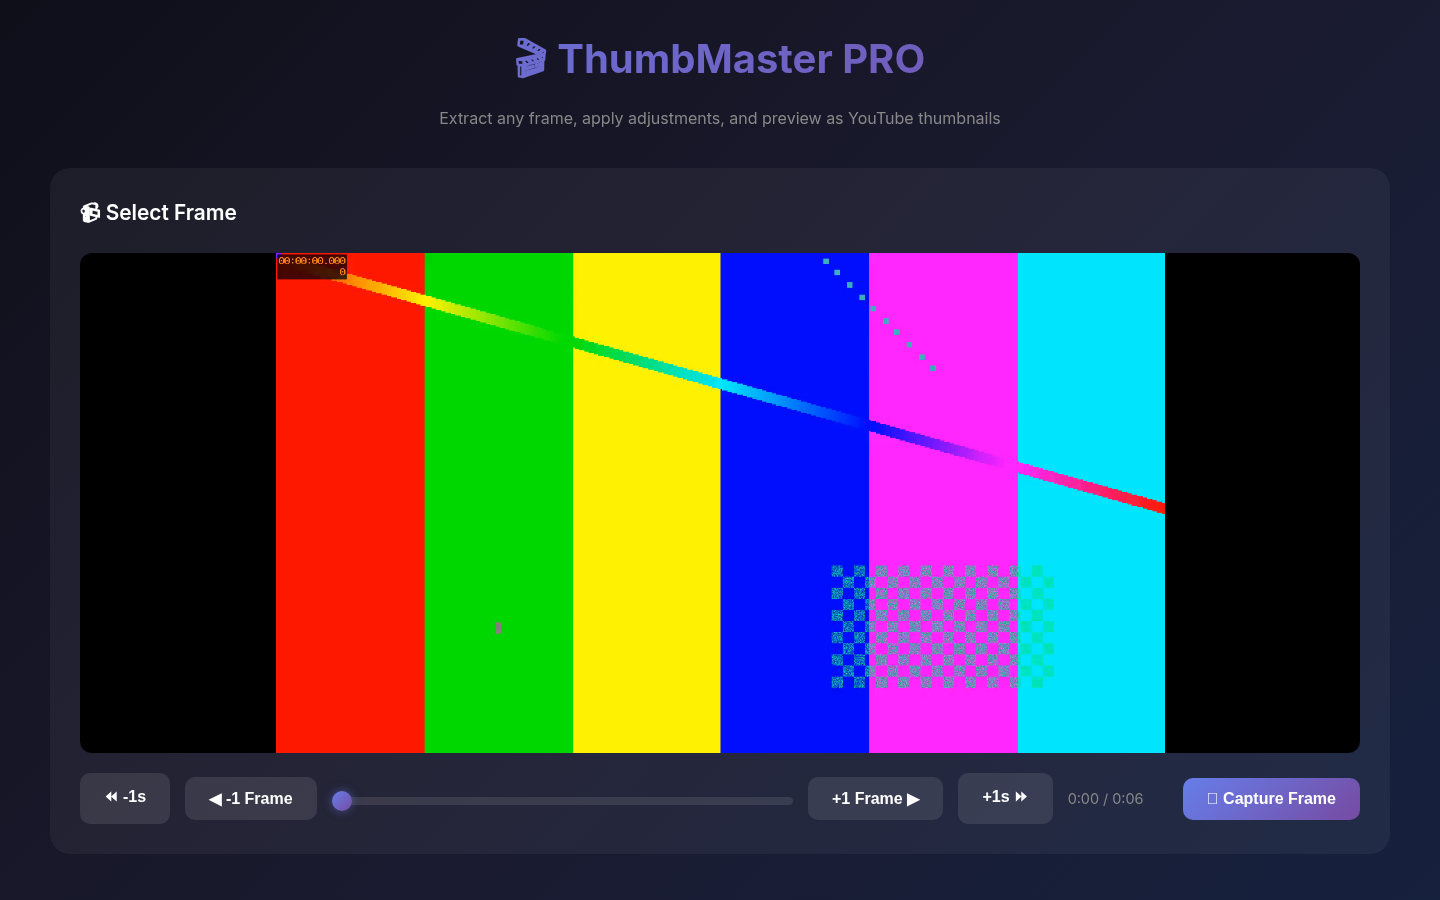 🎬 ThumbMaster PRO
Extract any frame, apply adjustments, and preview as YouTube thumbnails
📹 Select Frame
00:00:00.000
0
⏪ -1s
◀ -1 Frame
+1 Frame ▶
+1s ⏩
0:00 / 0:06
Capture Frame